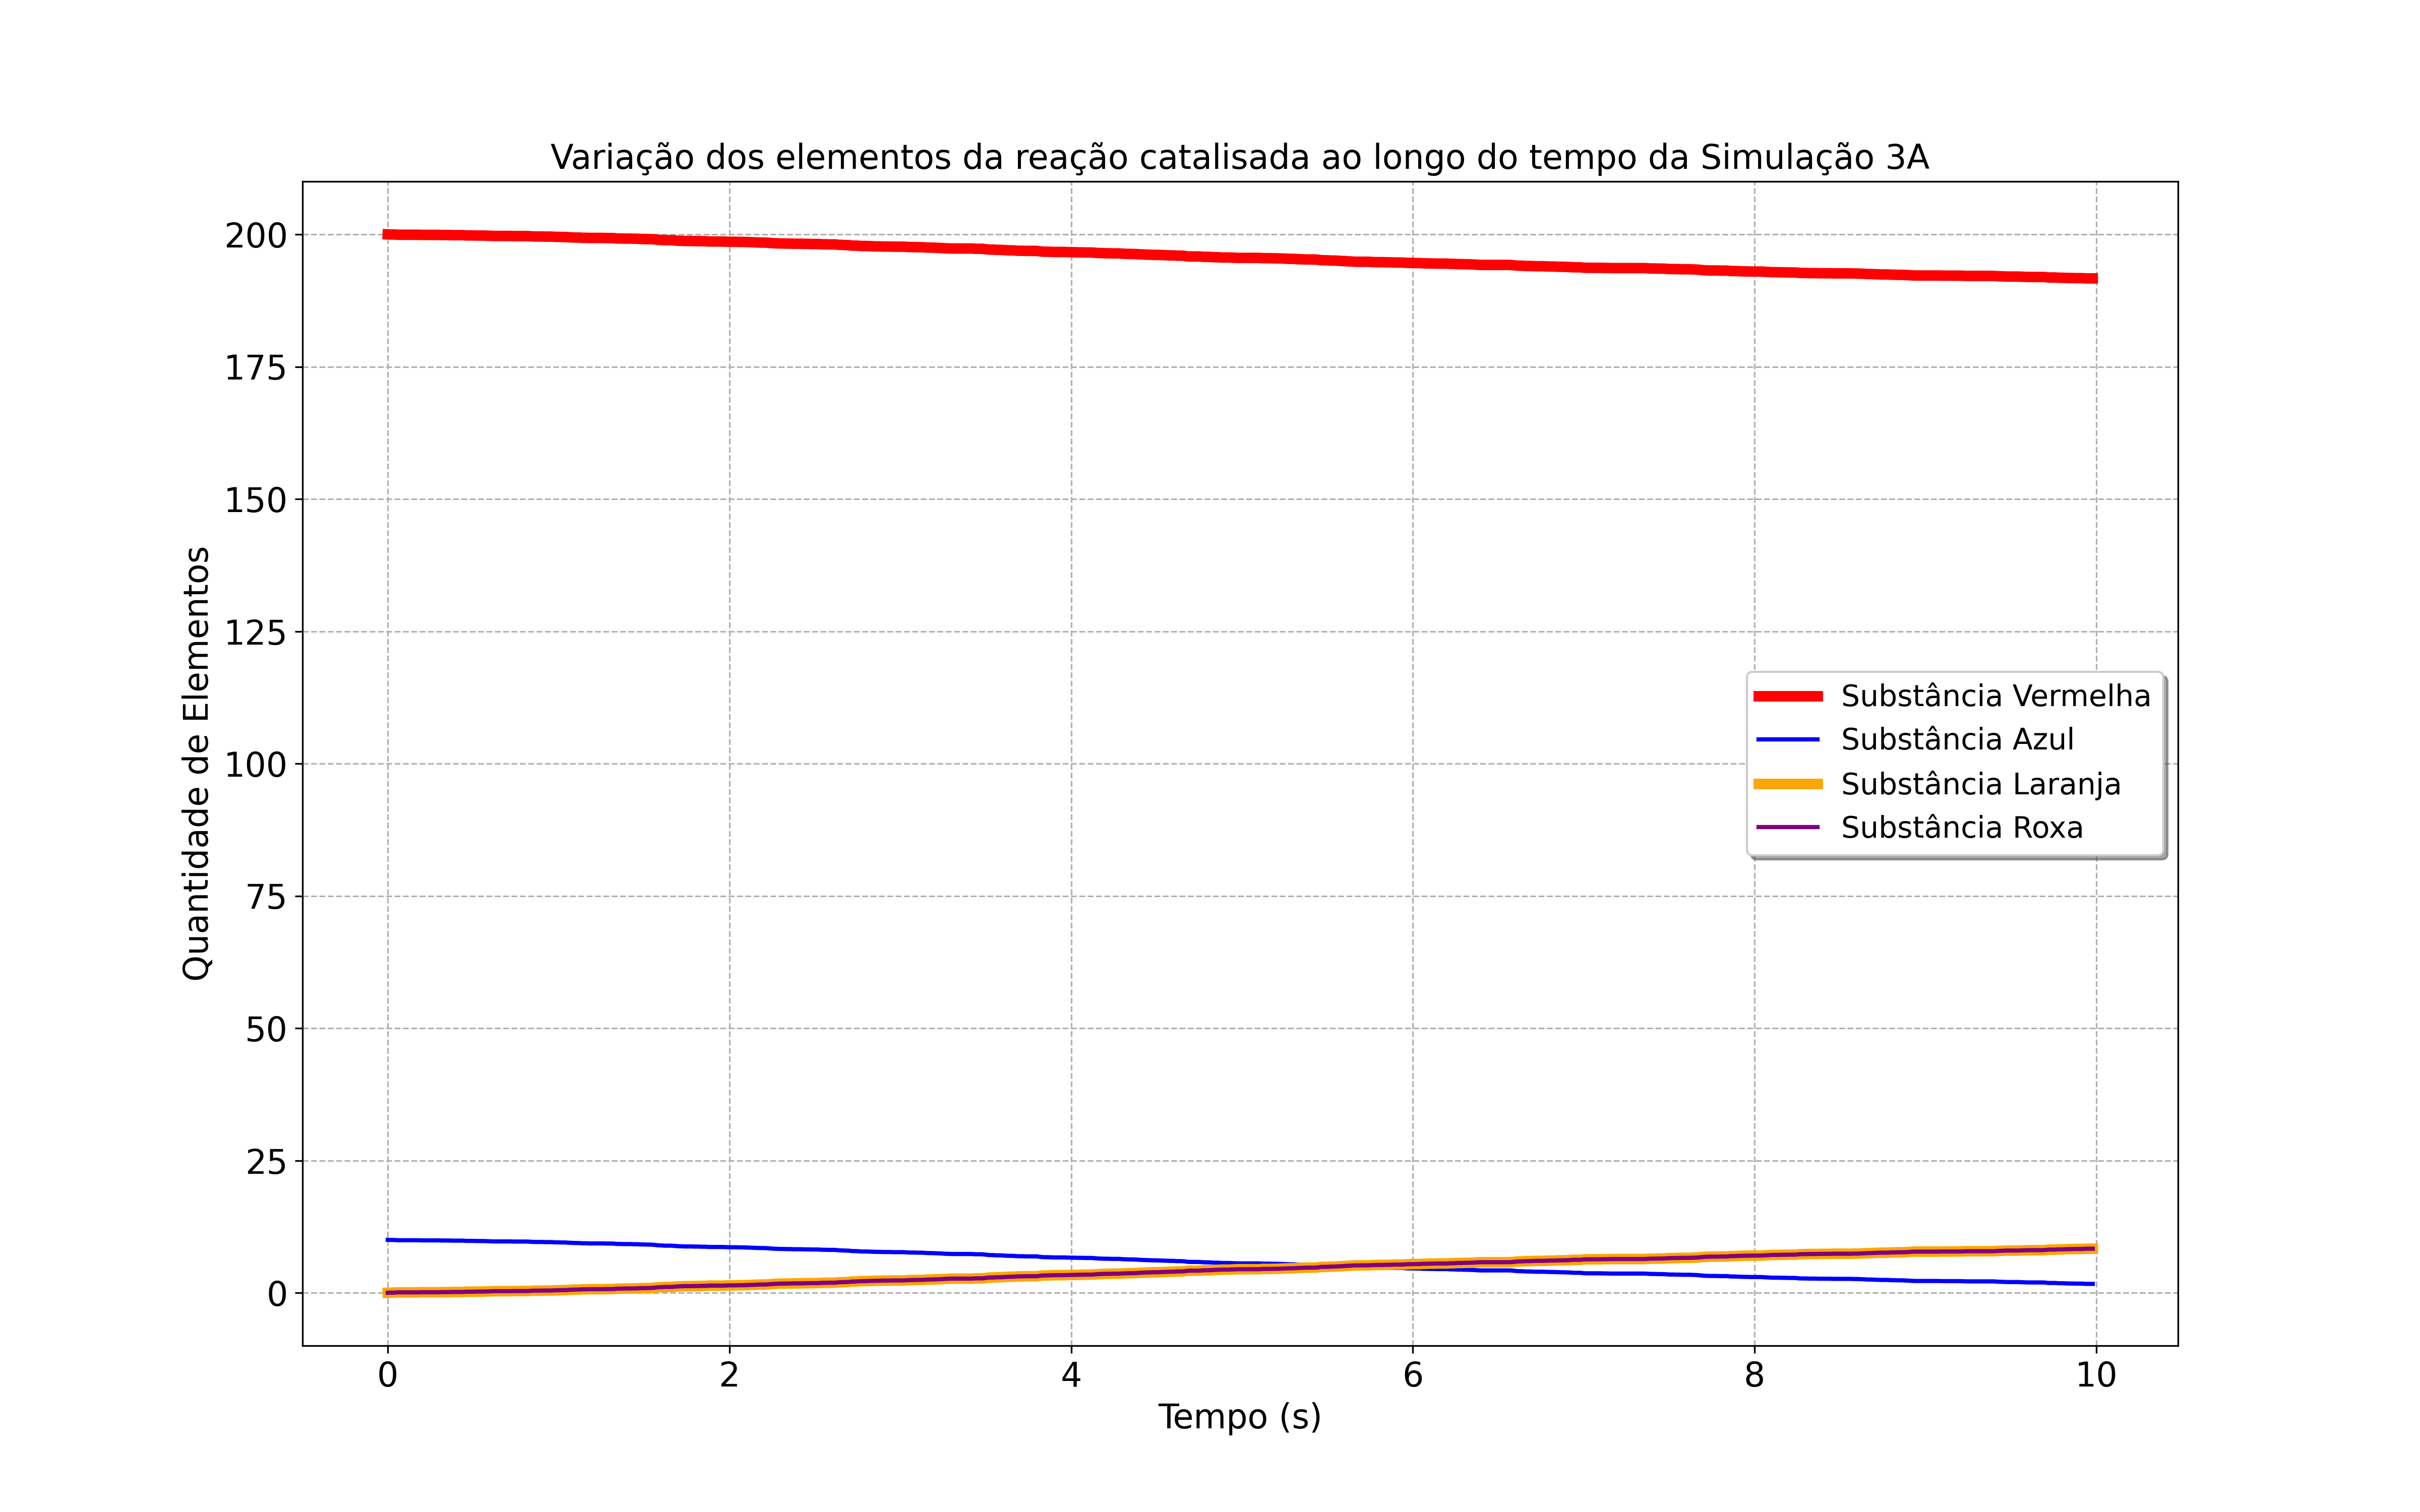 Variação dos elementos da reação catalisada ao longo do tempo da Simulação 3A
200
175
150
125
100
75
50
25
0
Quantidade de Elementos
Substância Vermelha
Substância Azul
Substância Laranja
Substância Roxa
0 2 4 6 8 10
Tempo (s)